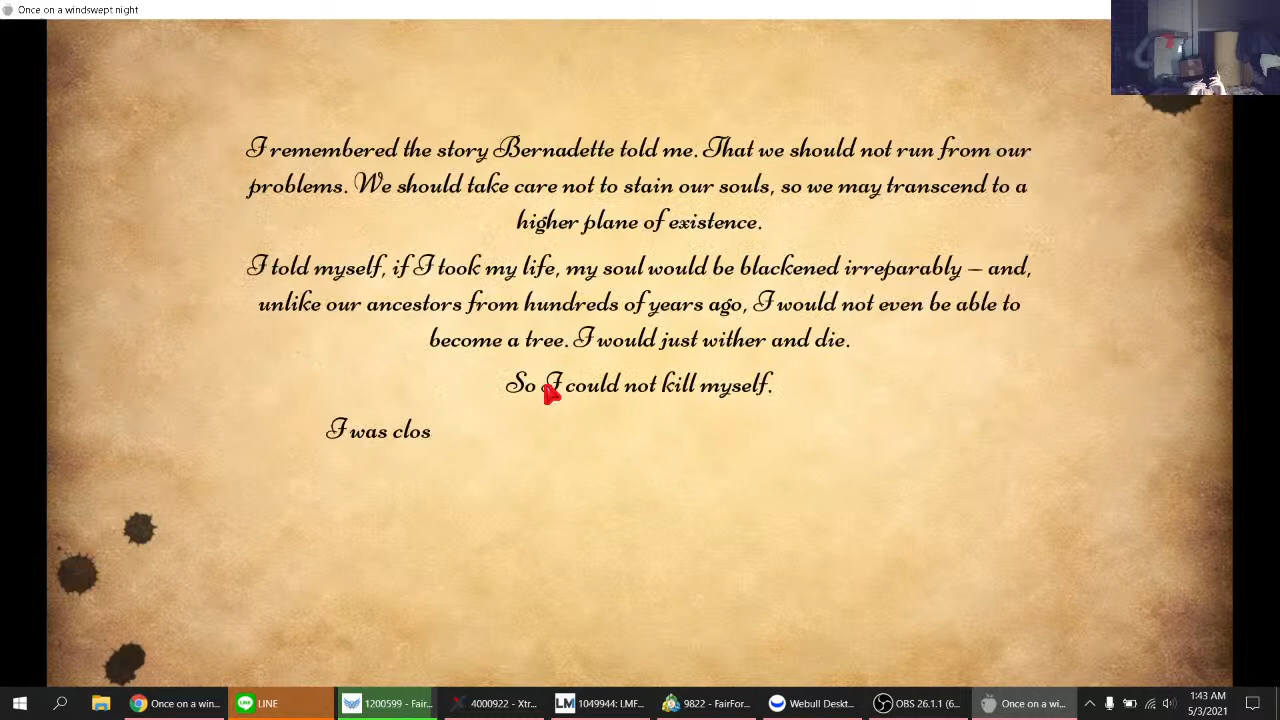 Once on a windswept night
I remembered the story Bernadette told me. That we should not run from our
problems. We should take care not to stain our souls, so we may transcend to a
higher plane of existence.
I told myself, if I took my life, my soul would be blackened irreparably – and,
unlike our ancestors from hundreds of years ago, I would not even be able to
become a tree. I would just wither and die.
So I could not kill myself.
I was clos
Once on a win... LINE 1200599 - Fair... 4000922 - Xtr... 1049944: LMF... 9822 - FairFor... Webull Deskt... OBS 26.1.1 (6... Once on a wi... 1:43 AM
5/3/2021